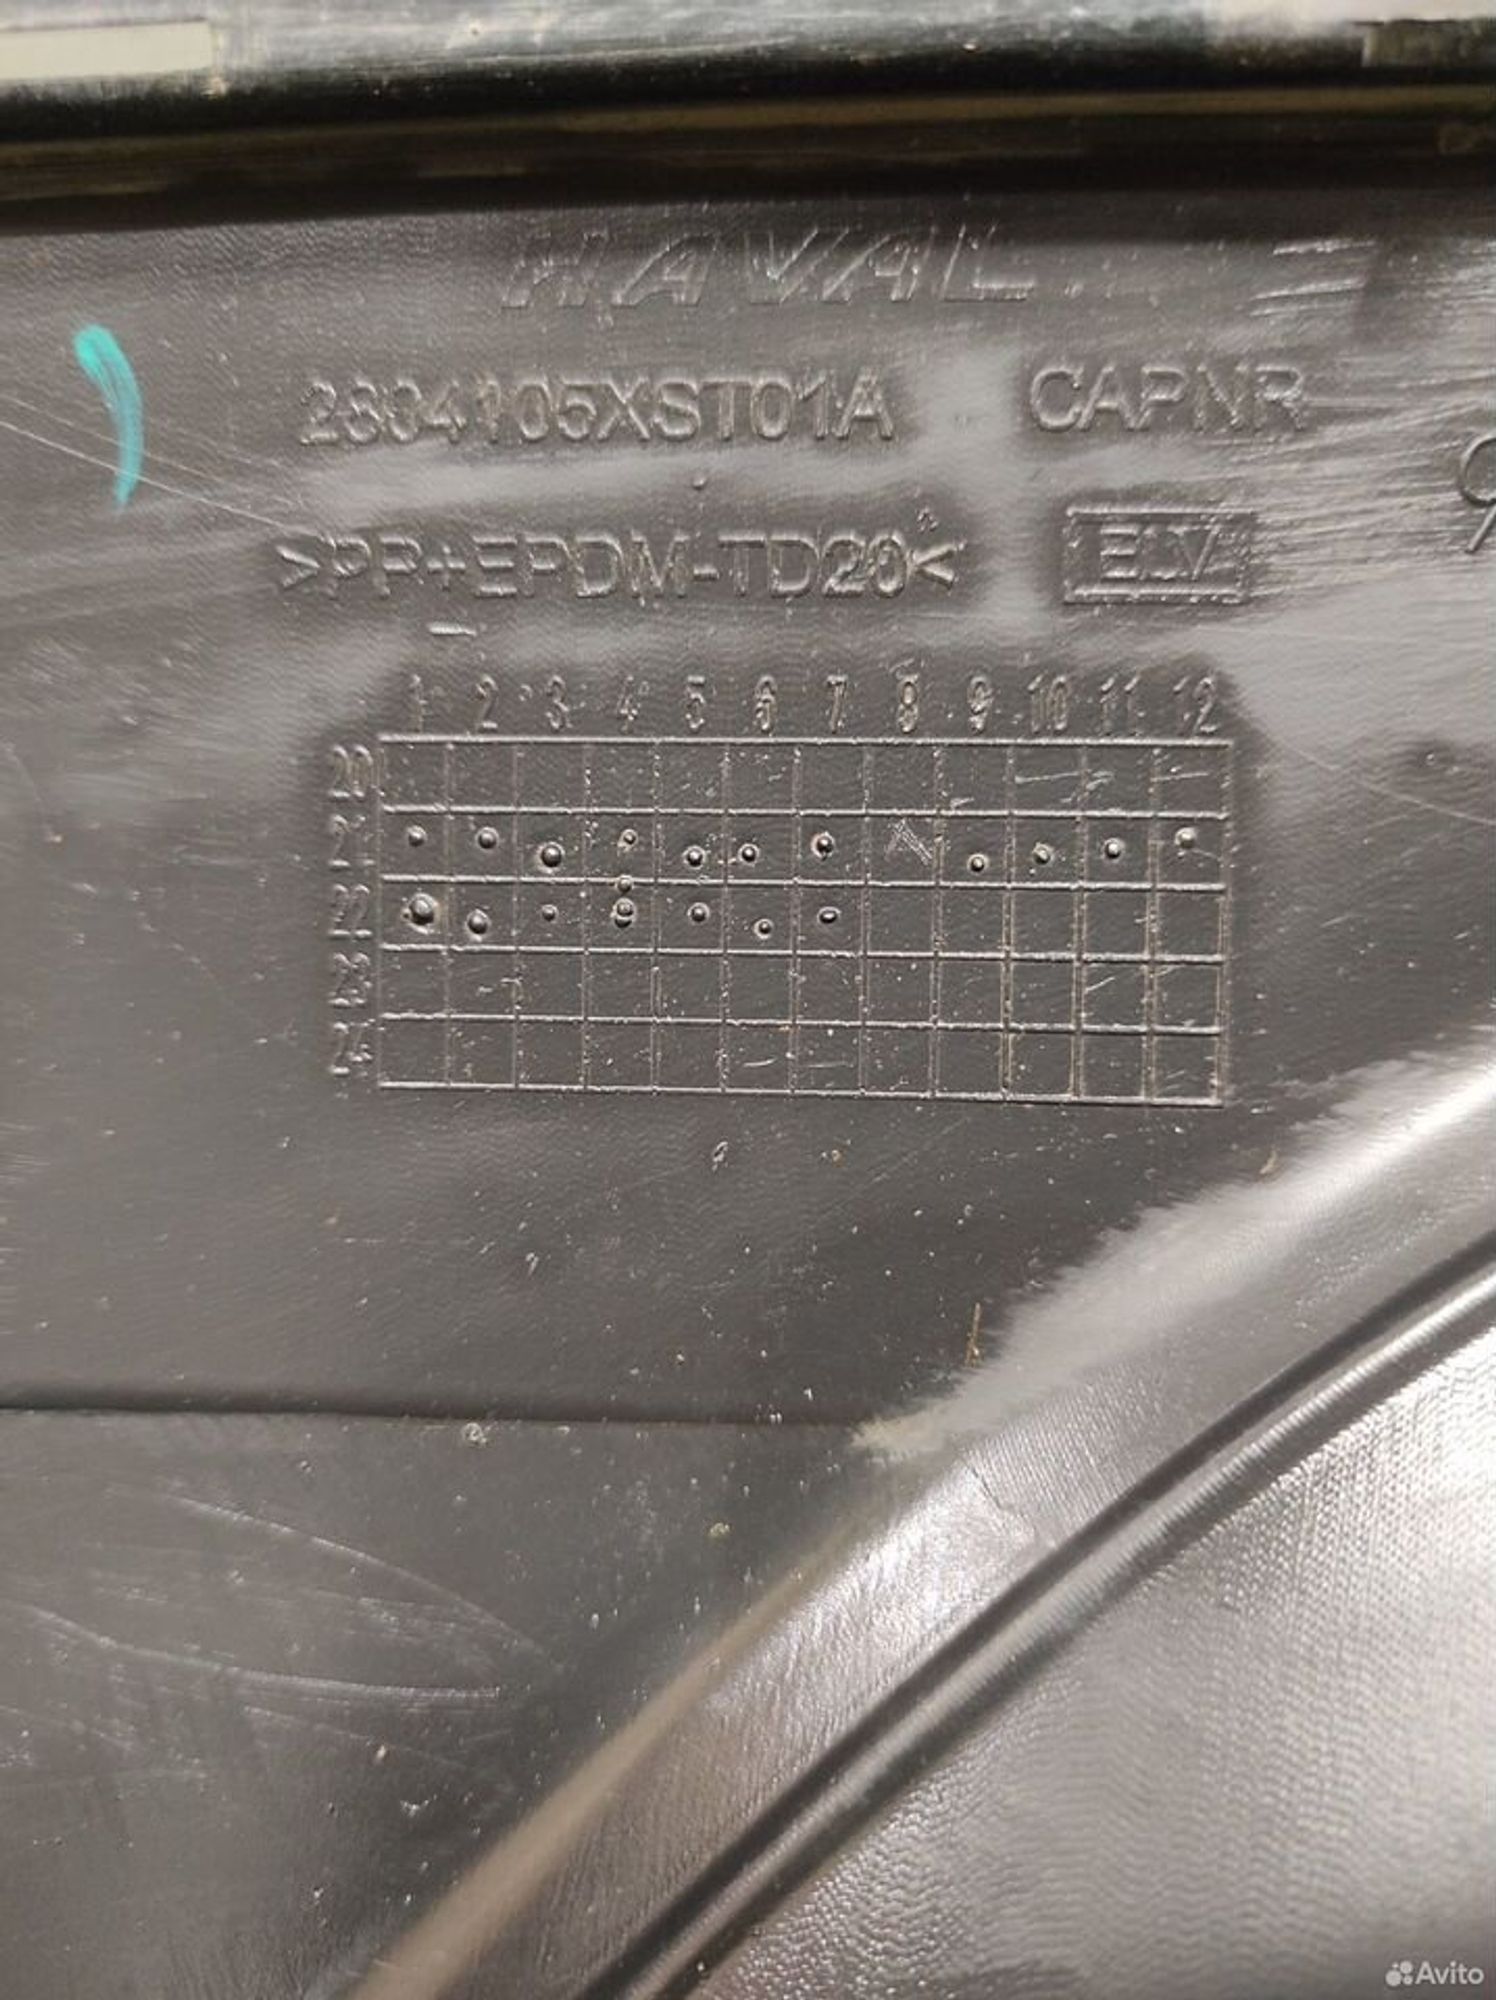 HAVAL
2804105XST01A CAPNR
>PP+EPDM-TD20< ELV
1 2 3 4 5 6 7 8 9 10 11 12
20
21
22
23
24
Avito